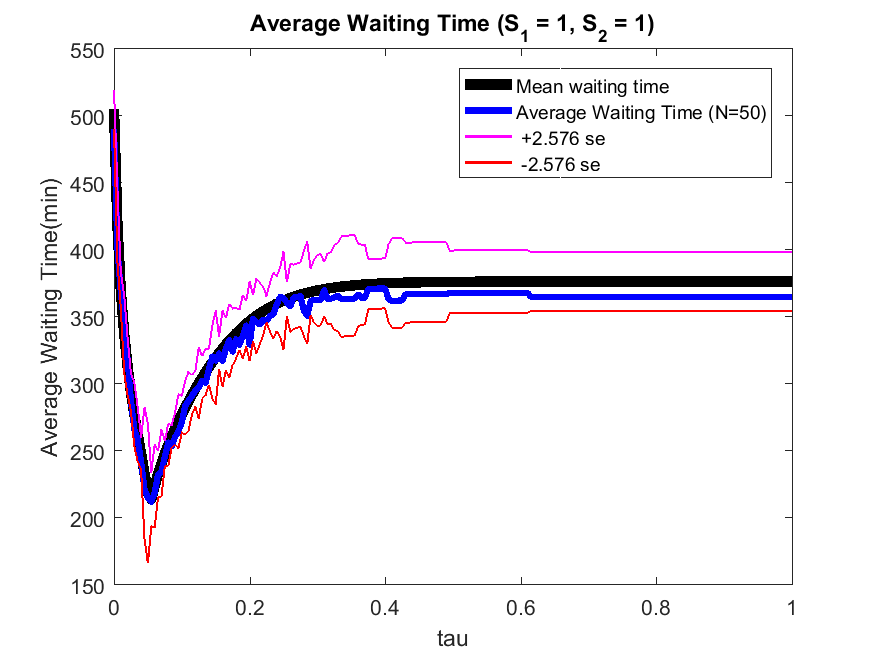 Average Waiting Time (S1 = 1, S2 = 1)
550
500
450
400
350
300
250
200
150
Average Waiting Time(min)
Mean waiting time
Average Waiting Time (N=50)
+2.576 se
-2.576 se
0
0.2
0.4
0.6
0.8
1
tau